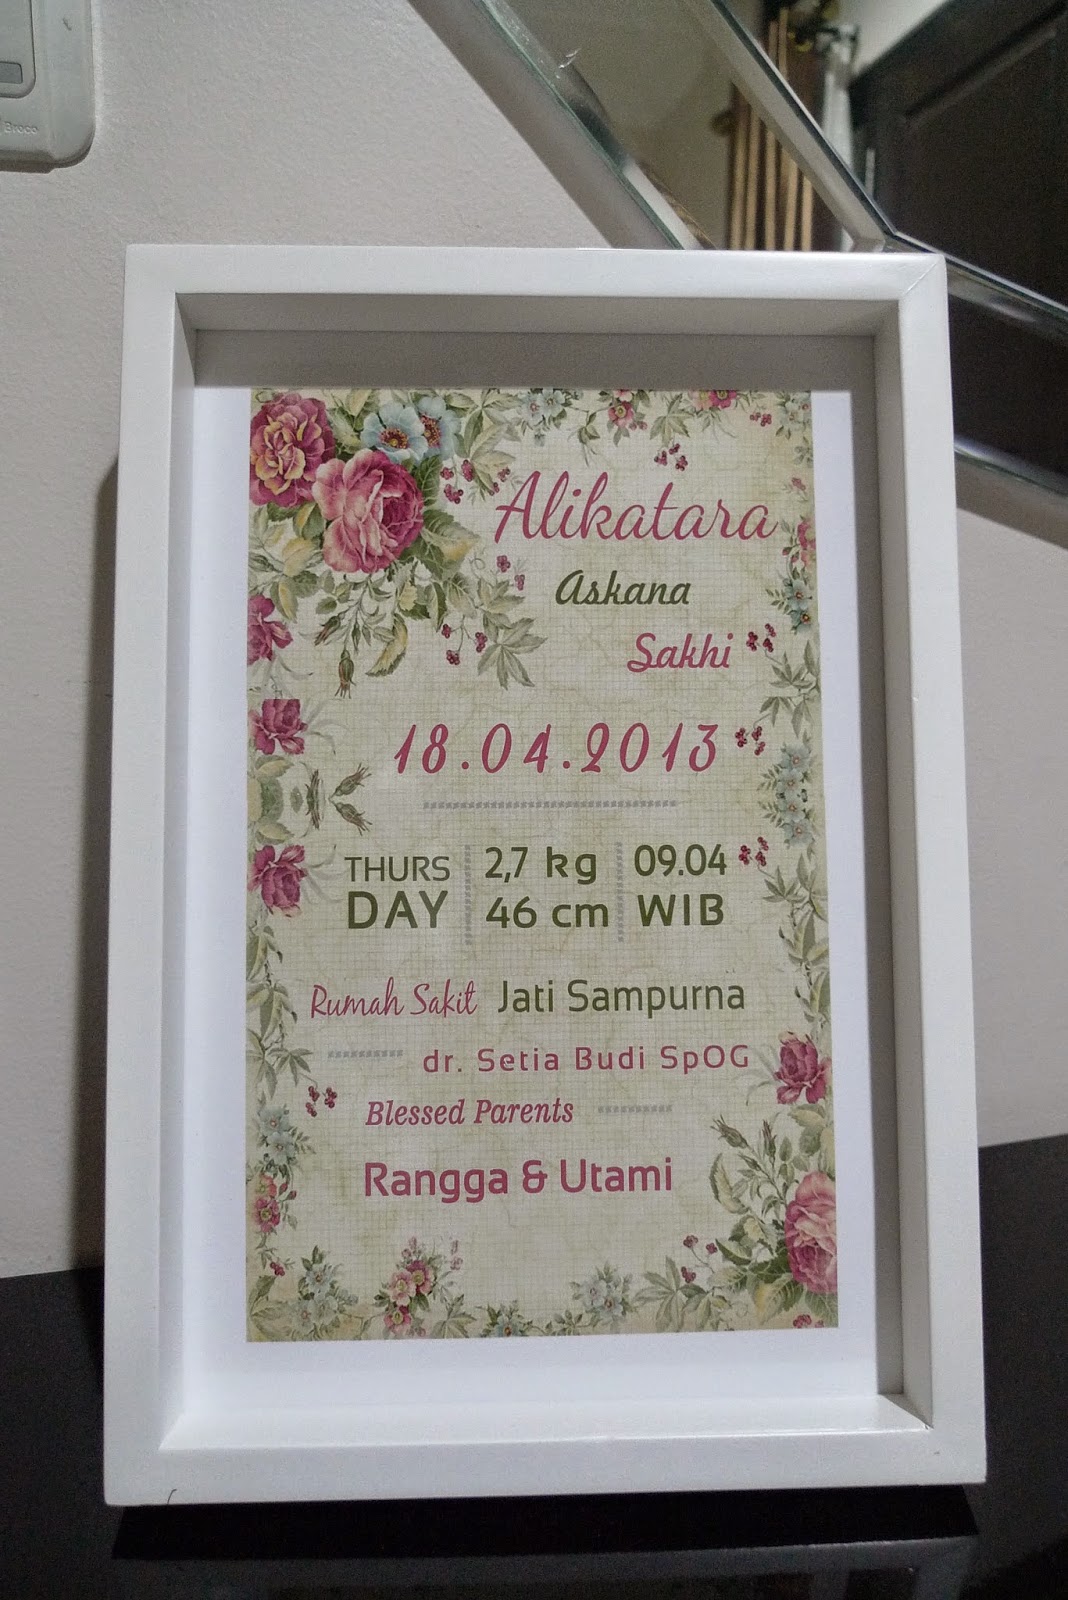 Broco
Alikatara
Askana
Sakhi
18.04.2013
THURS
DAY
2,7 kg
46 cm
09.04
WIB
Rumah Sakit Jati Sampurna
dr. Setia Budi SpOG
Blessed Parents
Rangga & Utami